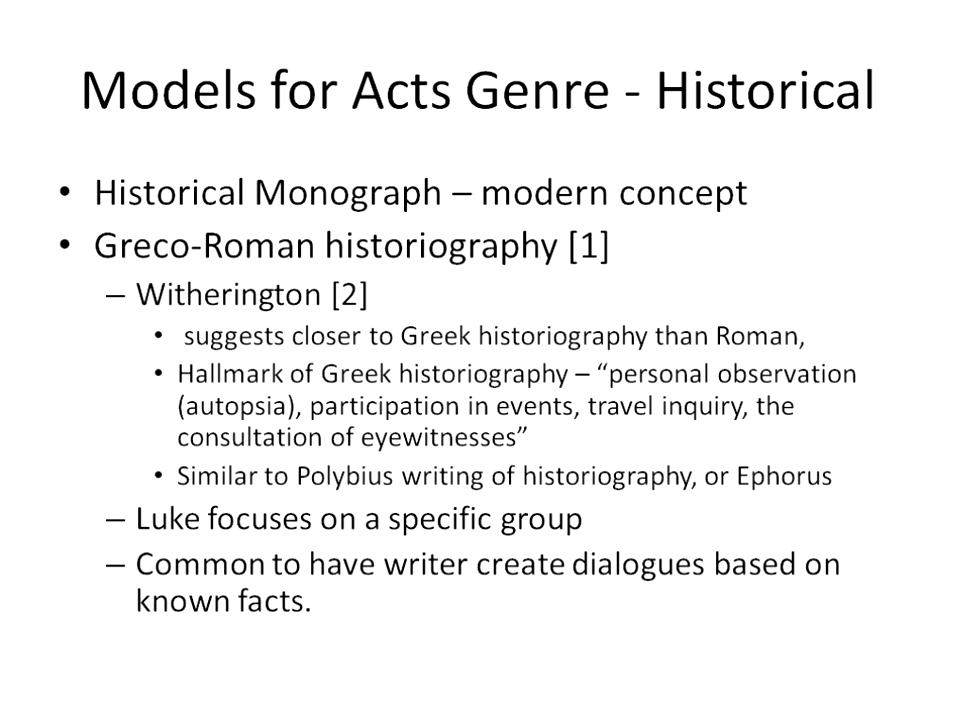 Models for Acts Genre - Historical
• Historical Monograph – modern concept
• Greco-Roman historiography [1]
– Witherington [2]
• suggests closer to Greek historiography than Roman,
• Hallmark of Greek historiography – “personal observation
(autopsia), participation in events, travel inquiry, the
consultation of eyewitnesses”
• Similar to Polybius writing of historiography, or Ephorus
– Luke focuses on a specific group
– Common to have writer create dialogues based on
known facts.